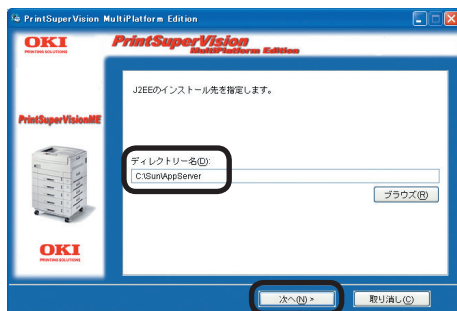 PrintSuperVision MultiPlatform Edition
OKI
PRINTING SOLUTIONS
PrintSuperVision
MultiPlatform Edition
J2EEのインストール先を指定します。
PrintSuperVisionME
ディレクトリー名(D):
C:\Sun\AppServer
ブラウズ(R)
OKI
PRINTING SOLUTIONS
次へ(N) >
取り消し(C)